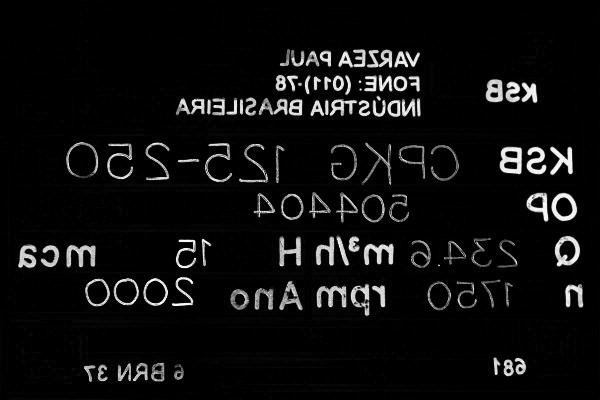 VARZEA PAUL
FONE: (011)-78
KSB INDÚSTRIA BRASILEIRA
KSB CPKG 125-250
OP 504404
Q 234.6 m³/h H 15 mca
n 1750 rpm Ano 2000
681 6 BRN 37